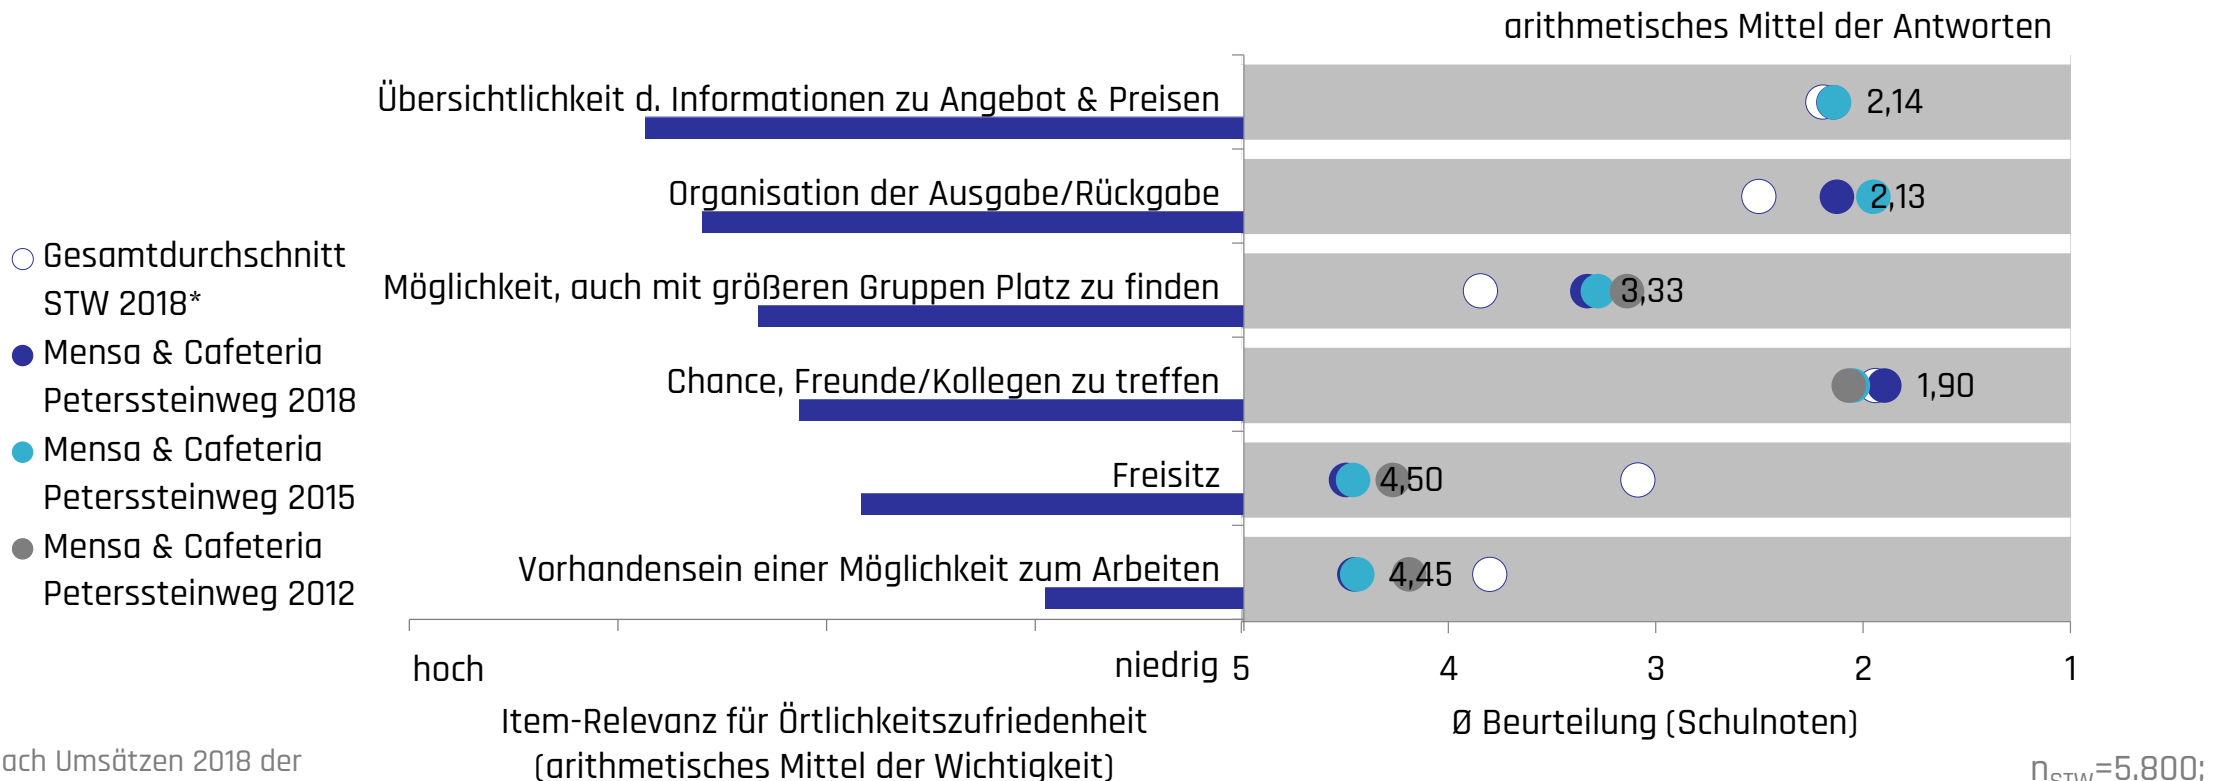 arithmetisches Mittel der Antworten
Übersichtlichkeit d. Informationen zu Angebot & Preisen
2,14
Organisation der Ausgabe/Rückgabe
2,13
Möglichkeit, auch mit größeren Gruppen Platz zu finden
3,33
Chance, Freunde/Kollegen zu treffen
1,90
Freisitz
4,50
Vorhandensein einer Möglichkeit zum Arbeiten
4,45
Gesamtdurchschnitt
STW 2018*
Mensa & Cafeteria
Peterssteinweg 2018
Mensa & Cafeteria
Peterssteinweg 2015
Mensa & Cafeteria
Peterssteinweg 2012
hoch
niedrig
5 4 3 2 1
Item-Relevanz für Örtlichkeitszufriedenheit
(arithmetisches Mittel der Wichtigkeit)
Ø Beurteilung (Schulnoten)
ach Umsätzen 2018 der
nSTW=5.800;